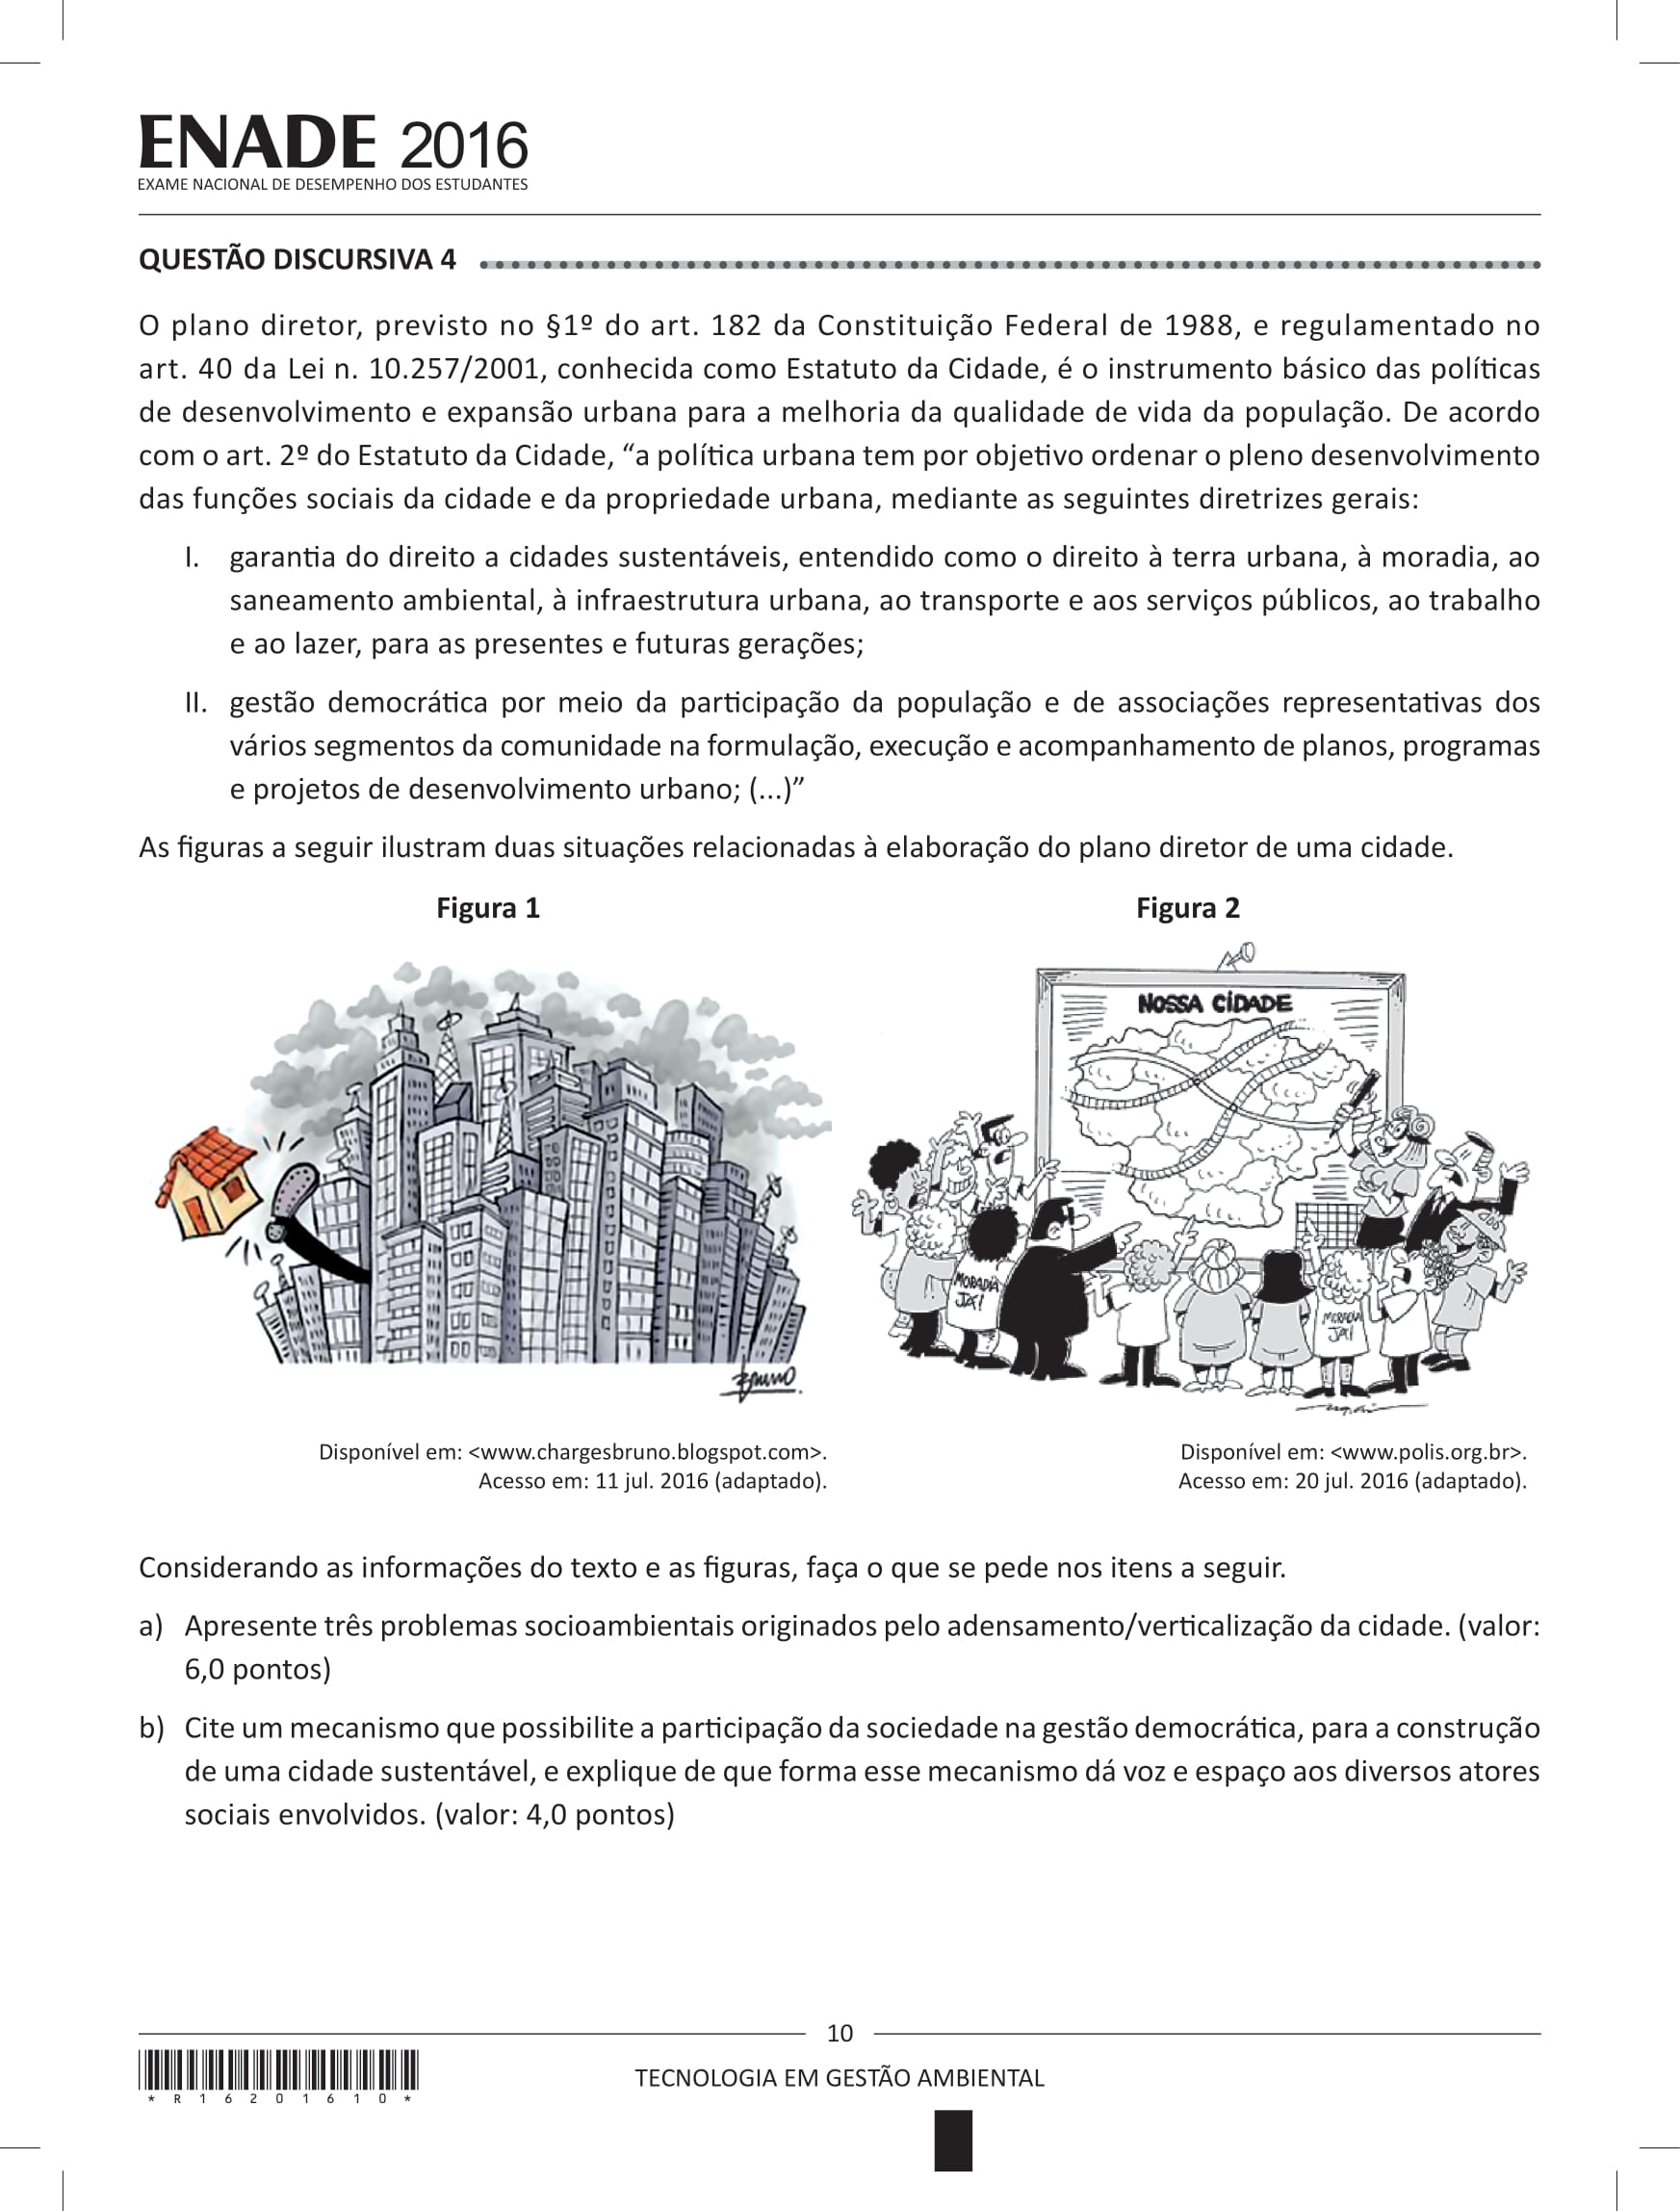 ENADE 2016
EXAME NACIONAL DE DESEMPENHO DOS ESTUDANTES
QUESTÃO DISCURSIVA 4
O plano diretor, previsto no §1º do art. 182 da Constituição Federal de 1988, e regulamentado no
art. 40 da Lei n. 10.257/2001, conhecida como Estatuto da Cidade, é o instrumento básico das políticas
de desenvolvimento e expansão urbana para a melhoria da qualidade de vida da população. De acordo
com o art. 2º do Estatuto da Cidade, “a política urbana tem por objetivo ordenar o pleno desenvolvimento
das funções sociais da cidade e da propriedade urbana, mediante as seguintes diretrizes gerais:
I. garantia do direito a cidades sustentáveis, entendido como o direito à terra urbana, à moradia, ao
saneamento ambiental, à infraestrutura urbana, ao transporte e aos serviços públicos, ao trabalho
e ao lazer, para as presentes e futuras gerações;
II. gestão democrática por meio da participação da população e de associações representativas dos
vários segmentos da comunidade na formulação, execução e acompanhamento de planos, programas
e projetos de desenvolvimento urbano; (...)”
As figuras a seguir ilustram duas situações relacionadas à elaboração do plano diretor de uma cidade.
Figura 1
Figura 2
NOSSA CIDADE
MORADIA
JÁ!
MORADIA
JÁ!
Bruno
Disponível em: <www.chargesbruno.blogspot.com>.
Acesso em: 11 jul. 2016 (adaptado).
Disponível em: <www.polis.org.br>.
Acesso em: 20 jul. 2016 (adaptado).
Considerando as informações do texto e as figuras, faça o que se pede nos itens a seguir.
a) Apresente três problemas socioambientais originados pelo adensamento/verticalização da cidade. (valor:
6,0 pontos)
b) Cite um mecanismo que possibilite a participação da sociedade na gestão democrática, para a construção
de uma cidade sustentável, e explique de que forma esse mecanismo dá voz e espaço aos diversos atores
sociais envolvidos. (valor: 4,0 pontos)
10
TECNOLOGIA EM GESTÃO AMBIENTAL
* R 1 6 2 0 1 6 1 0 *